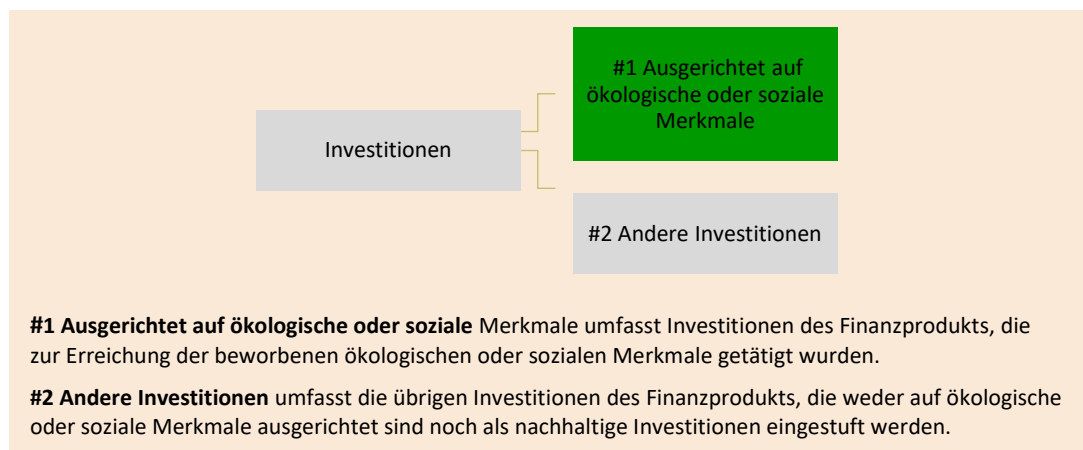 #1 Ausgerichtet auf
ökologische oder soziale
Merkmale
Investitionen
#2 Andere Investitionen
#1 Ausgerichtet auf ökologische oder soziale Merkmale umfasst Investitionen des Finanzprodukts, die
zur Erreichung der beworbenen ökologischen oder sozialen Merkmale getätigt wurden.
#2 Andere Investitionen umfasst die übrigen Investitionen des Finanzprodukts, die weder auf ökologische
oder soziale Merkmale ausgerichtet sind noch als nachhaltige Investitionen eingestuft werden.